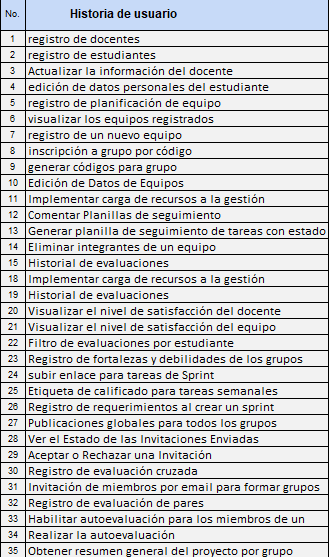 No. Historia de usuario
1 registro de docentes
2 registro de estudiantes
3 Actualizar la información del docente
4 edición de datos personales del estudiante
5 registro de planificación de equipo
6 visualizar los equipos registrados
7 registro de un nuevo equipo
8 inscripción a grupo por código
9 generar códigos para grupo
10 Edición de Datos de Equipos
11 Implementar carga de recursos a la gestión
12 Comentar Planillas de seguimiento
13 Generar planilla de seguimiento de tareas con estado
14 Eliminar integrantes de un equipo
15 Historial de evaluaciones
18 Implementar carga de recursos a la gestión
19 Historial de evaluaciones
20 Visualizar el nivel de satisfacción del docente
21 Visualizar el nivel de satisfacción del equipo
22 Filtro de evaluaciones por estudiante
23 Registro de fortalezas y debilidades de los grupos
24 subir enlace para tareas de Sprint
25 Etiqueta de calificado para tareas semanales
26 Registro de requerimientos al crear un sprint
27 Publicaciones globales para todos los grupos
28 Ver el Estado de las Invitaciones Enviadas
29 Aceptar o Rechazar una Invitación
30 Registro de evaluación cruzada
31 Invitación de miembros por email para formar grupos
32 Registro de evaluación de pares
33 Habilitar autoevaluación para los miembros de un
34 Realizar la autoevaluación
35 Obtener resumen general del proyecto por grupo